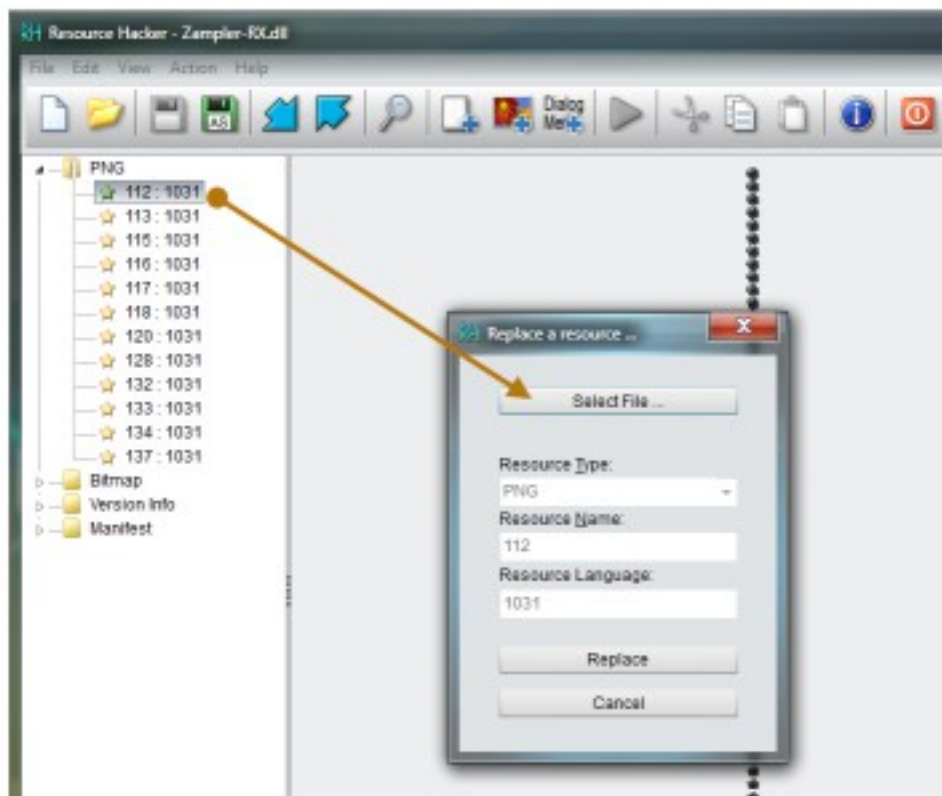 Resource Hacker - Zampler-RX.dll
File Edit View Action Help
AS
Dialog
Men
PNG
112 : 1031
113 : 1031
115 : 1031
116 : 1031
117 : 1031
118 : 1031
120 : 1031
128 : 1031
132 : 1031
133 : 1031
134 : 1031
137 : 1031
Bitmap
Version Info
Manifest
Replace a resource ...
Select File ...
Resource Type:
PNG
Resource Name:
112
Resource Language:
1031
Replace
Cancel